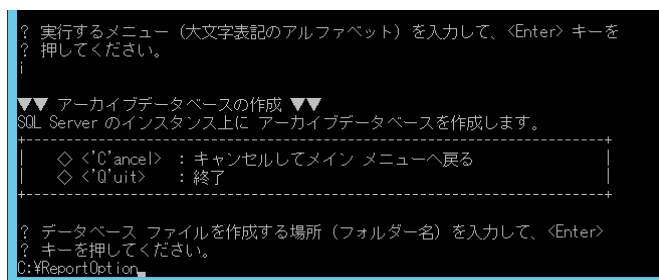 ? 実行するメニュー（大文字表記のアルファベット）を入力して、<Enter> キーを
? 押してください。
i
▼▼ アーカイブデータベースの作成 ▼▼
SQL Server のインスタンス上に アーカイブデータベースを作成します。
+------------------------------------------------------------------+
| ◇ <'C'ancel> : キャンセルしてメイン メニューへ戻る |
| ◇ <'Q'uit> : 終了 |
+------------------------------------------------------------------+
? データベース ファイルを作成する場所（フォルダー名）を入力して、<Enter>
? キーを押してください。
C:¥ReportOption_